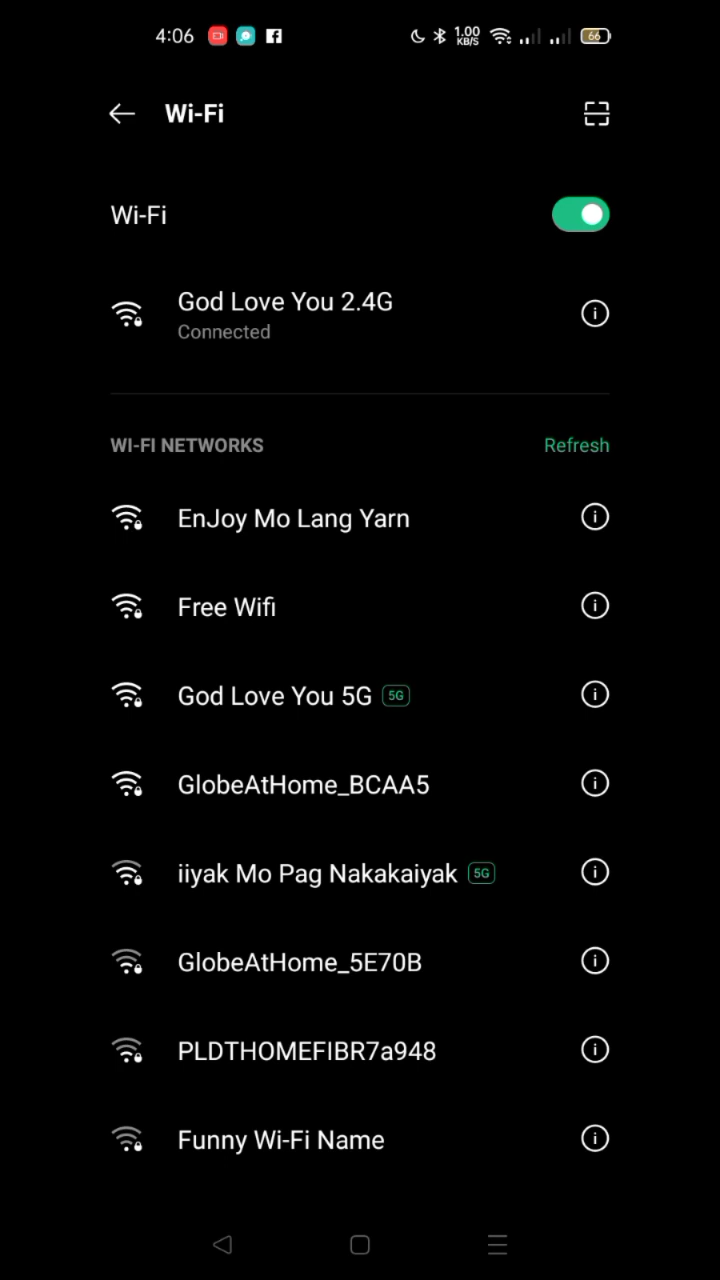 4:06
1.00
KB/S
66
Wi-Fi
Wi-Fi
God Love You 2.4G
Connected
WI-FI NETWORKS Refresh
EnJoy Mo Lang Yarn
Free Wifi
God Love You 5G 5G
GlobeAtHome_BCAA5
iiyak Mo Pag Nakakaiyak 5G
GlobeAtHome_5E70B
PLDTHOMEFIBR7a948
Funny Wi-Fi Name